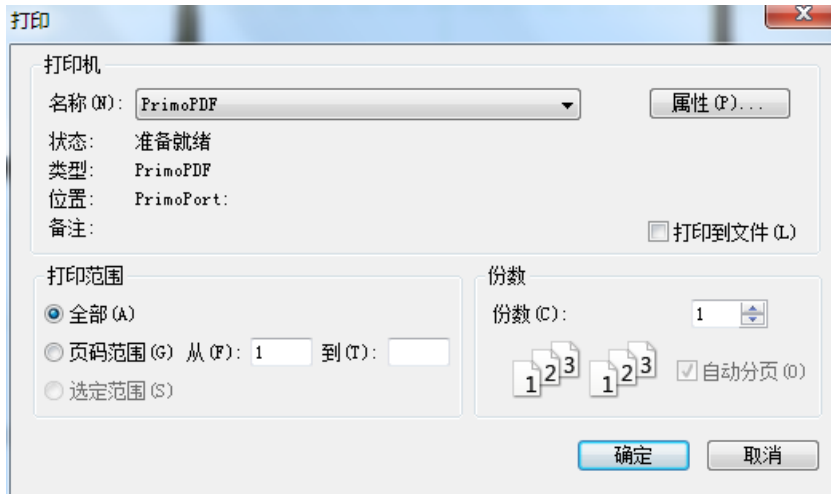 打印
打印机
名称(N): PrimoPDF 属性(P)...
状态: 准备就绪
类型: PrimoPDF
位置: PrimoPort:
备注:
打印到文件(L)
打印范围
全部(A)
页码范围(G) 从(F): 1 到(T):
选定范围(S)
份数
份数(C): 1
1 2 3 1 2 3 自动分页(O)
确定 取消